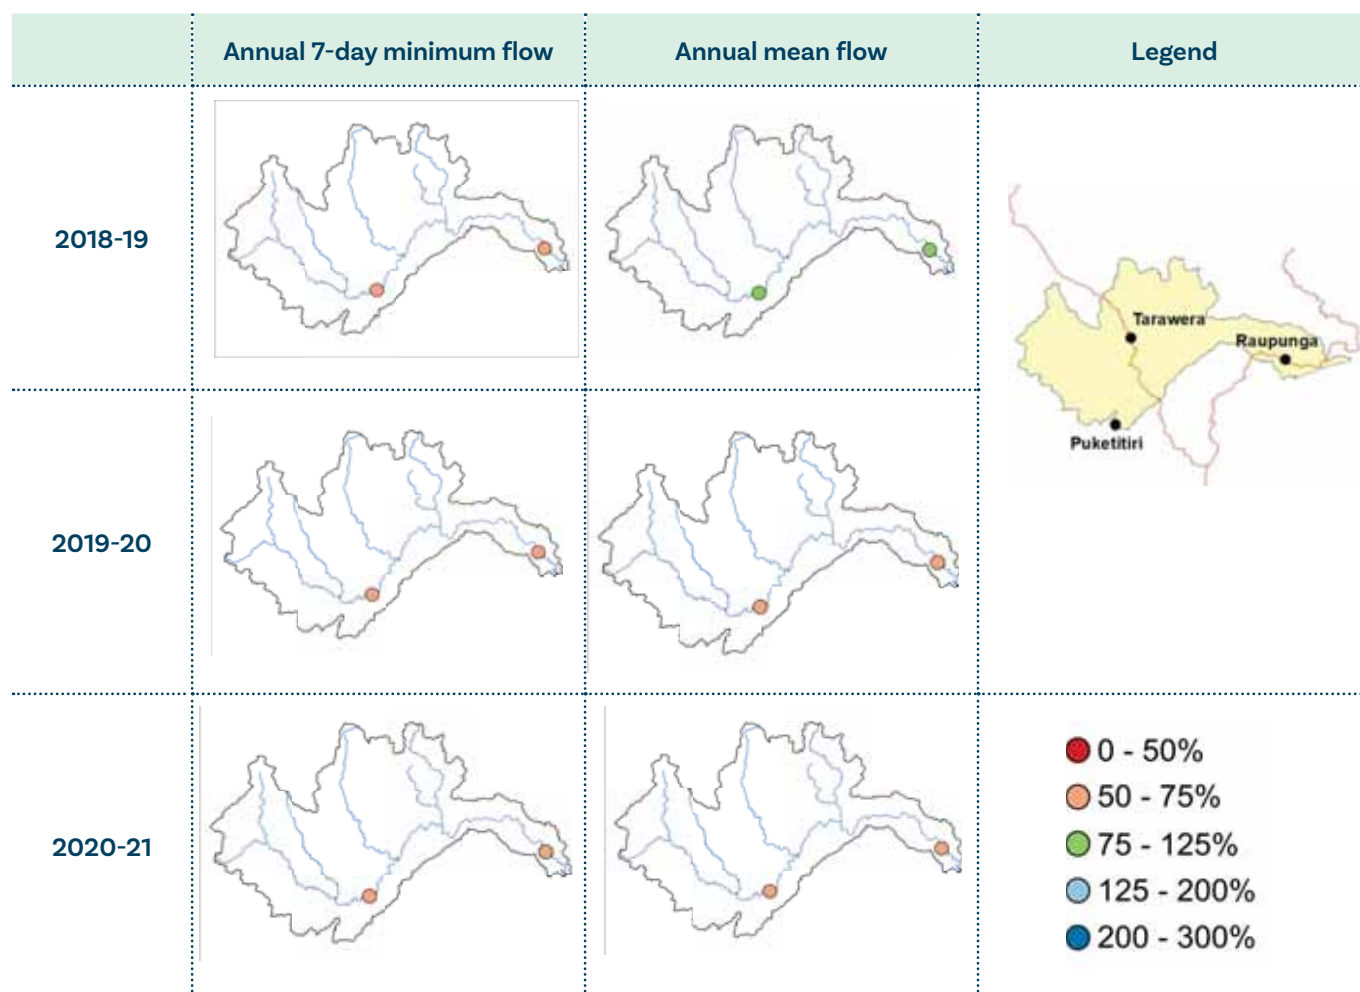 Annual 7-day minimum flow
Annual mean flow
Legend
2018-19
Tarawera
Raupunga
Puketitiri
2019-20
2020-21
0 - 50%
50 - 75%
75 - 125%
125 - 200%
200 - 300%